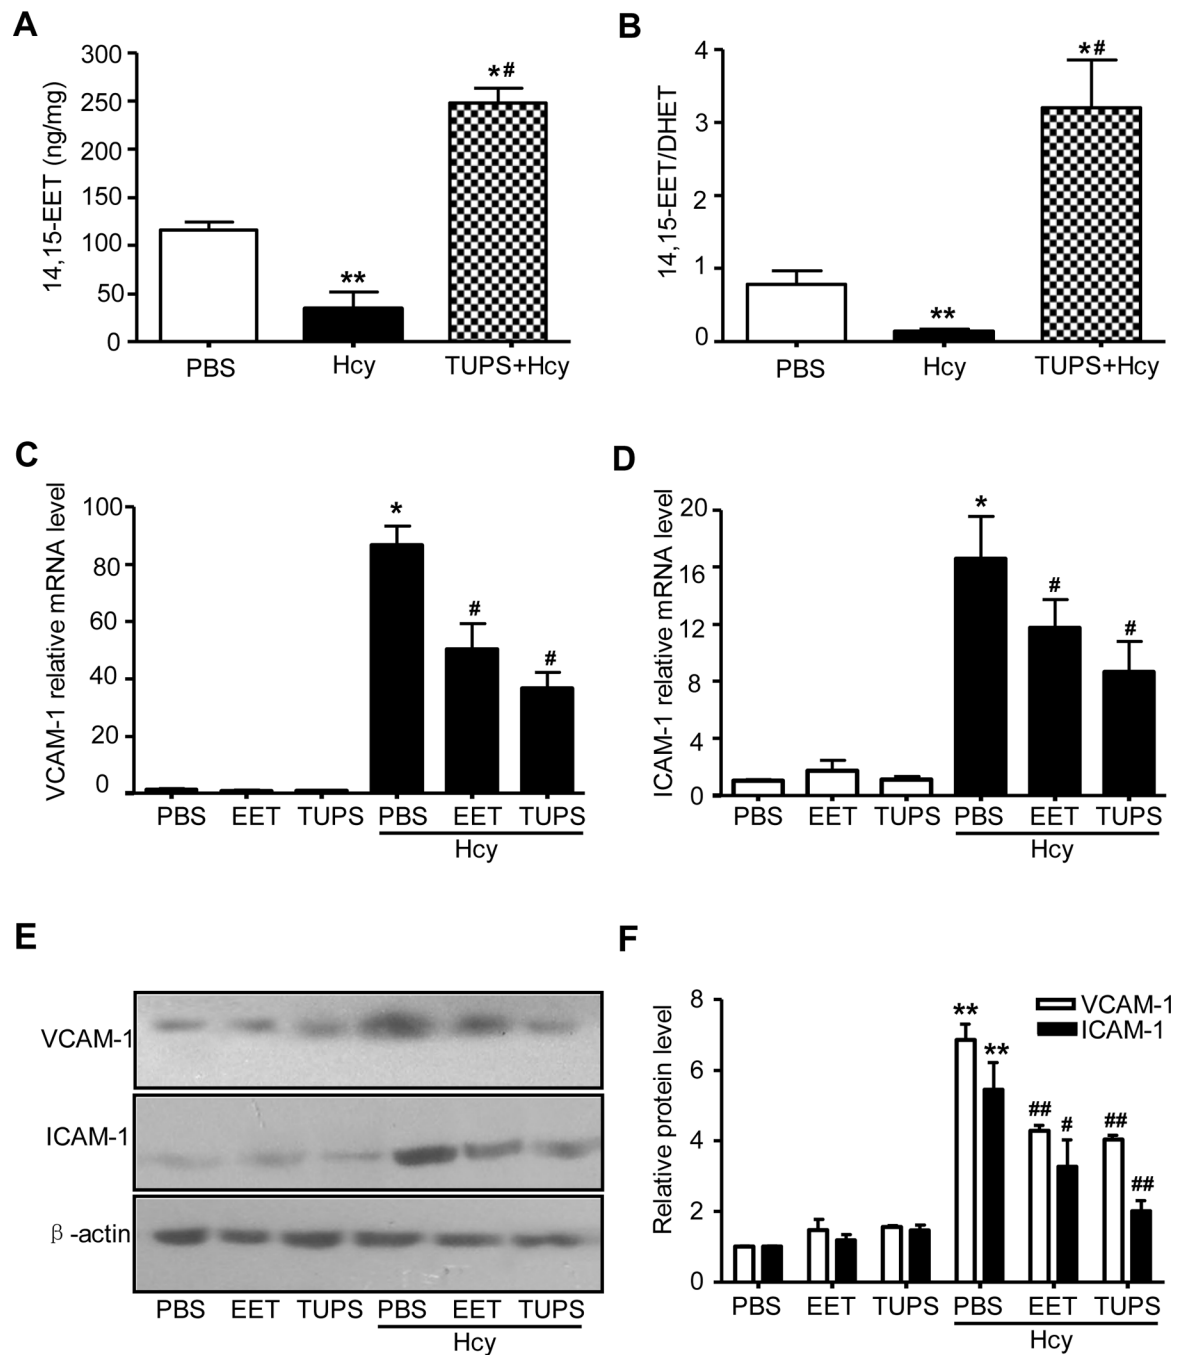 A
14,15-EET (ng/mg)
300
250
200
150
100
50
0
**
*#
PBS
Hcy
TUPS+Hcy
B
14,15-EET/DHET
4
3
2
1
0
**
*#
PBS
Hcy
TUPS+Hcy
C
VCAM-1 relative mRNA level
100
80
60
40
20
0
*
#
#
PBS EET TUPS PBS EET TUPS
Hcy
D
ICAM-1 relative mRNA level
20
16
12
8
4
0
*
#
#
PBS EET TUPS PBS EET TUPS
Hcy
E
VCAM-1
ICAM-1
β-actin
PBS EET TUPS PBS EET TUPS
Hcy
F
Relative protein level
8
6
4
2
0
VCAM-1
ICAM-1
**
**
##
#
##
##
PBS EET TUPS PBS EET TUPS
Hcy